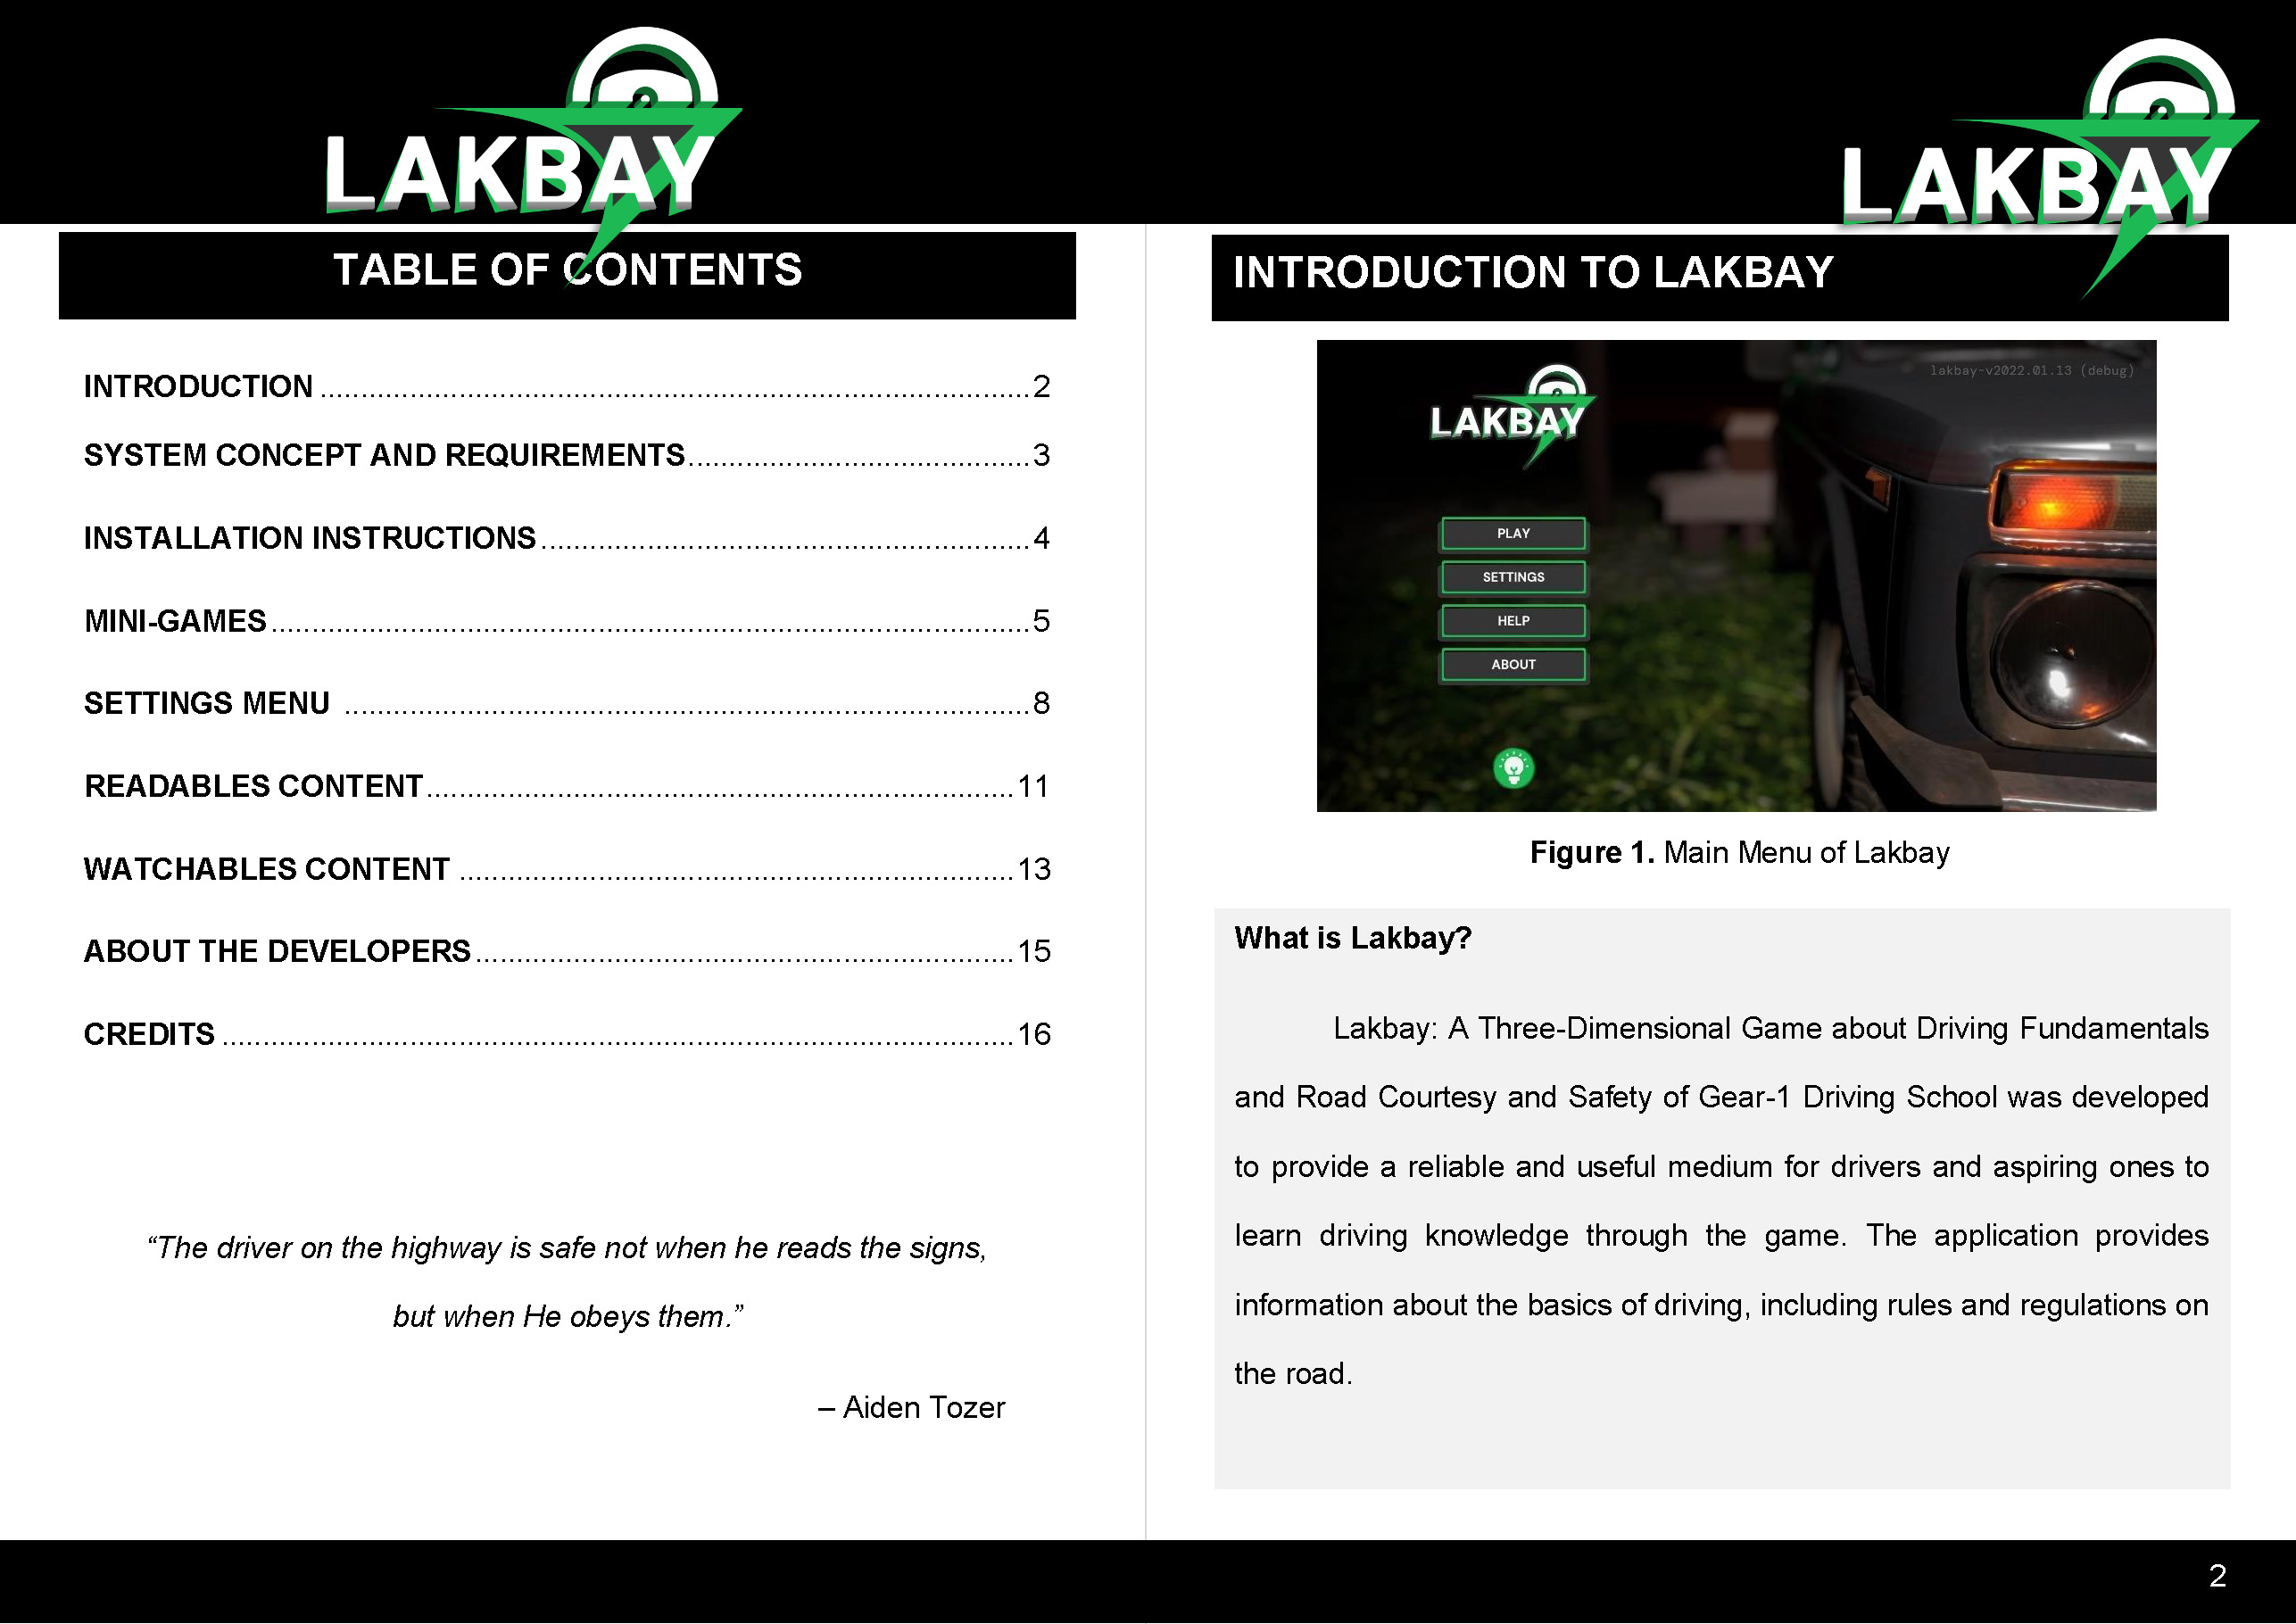 LAKBAY
TABLE OF CONTENTS
INTRODUCTION ........................................................................................2
SYSTEM CONCEPT AND REQUIREMENTS..........................................3
INSTALLATION INSTRUCTIONS............................................................4
MINI-GAMES.............................................................................................5
SETTINGS MENU ....................................................................................8
READABLES CONTENT........................................................................11
WATCHABLES CONTENT ....................................................................13
ABOUT THE DEVELOPERS..................................................................15
CREDITS .................................................................................................16
“The driver on the highway is safe not when he reads the signs,
but when He obeys them.”
– Aiden Tozer
LAKBAY
INTRODUCTION TO LAKBAY
lakbay-v2022.01.13 (debug)
LAKBAY
PLAY
SETTINGS
HELP
ABOUT
Figure 1. Main Menu of Lakbay
What is Lakbay?
Lakbay: A Three-Dimensional Game about Driving Fundamentals
and Road Courtesy and Safety of Gear-1 Driving School was developed
to provide a reliable and useful medium for drivers and aspiring ones to
learn driving knowledge through the game. The application provides
information about the basics of driving, including rules and regulations on
the road.
2